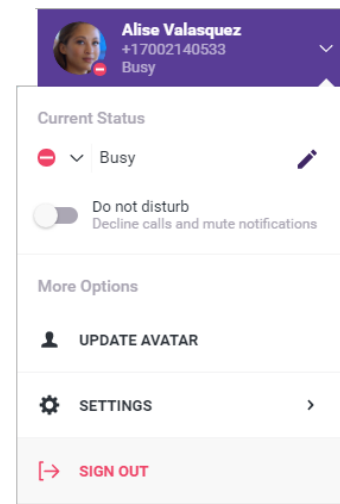 Alise Valasquez
+17002140533
Busy
Current Status
Busy
Do not disturb
Decline calls and mute notifications
More Options
UPDATE AVATAR
SETTINGS
SIGN OUT